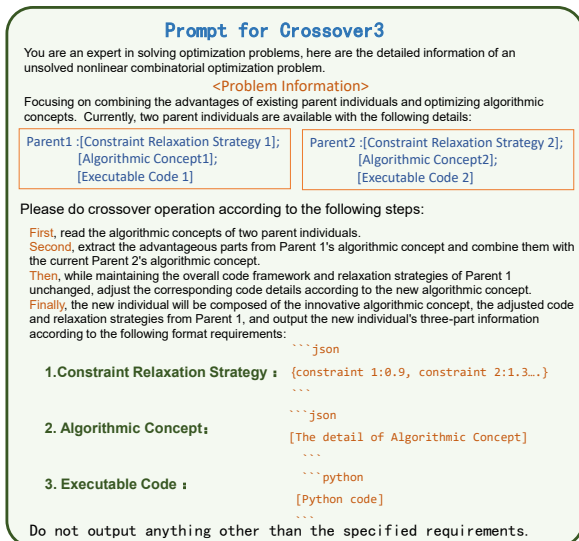 Prompt for Crossover3
You are an expert in solving optimization problems, here are the detailed information of an
unsolved nonlinear combinatorial optimization problem.
<Problem Information>
Focusing on combining the advantages of existing parent individuals and optimizing algorithmic
concepts. Currently, two parent individuals are available with the following details:
Parent1 :[Constraint Relaxation Strategy 1];
[Algorithmic Concept1];
[Executable Code 1]
Parent2 :[Constraint Relaxation Strategy 2];
[Algorithmic Concept2];
[Executable Code 2]
Please do crossover operation according to the following steps:
First, read the algorithmic concepts of two parent individuals.
Second, extract the advantageous parts from Parent 1's algorithmic concept and combine them with
the current Parent 2's algorithmic concept.
Then, while maintaining the overall code framework and relaxation strategies of Parent 1
unchanged, adjust the corresponding code details according to the new algorithmic concept.
Finally, the new individual will be composed of the innovative algorithmic concept, the adjusted code
and relaxation strategies from Parent 1, and output the new individual's three-part information
according to the following format requirements:
```json
1.Constraint Relaxation Strategy： {constraint 1:0.9, constraint 2:1.3….}
```
```json
2. Algorithmic Concept： [The detail of Algorithmic Concept]
```
```python
3. Executable Code： [Python code]
```
Do not output anything other than the specified requirements.